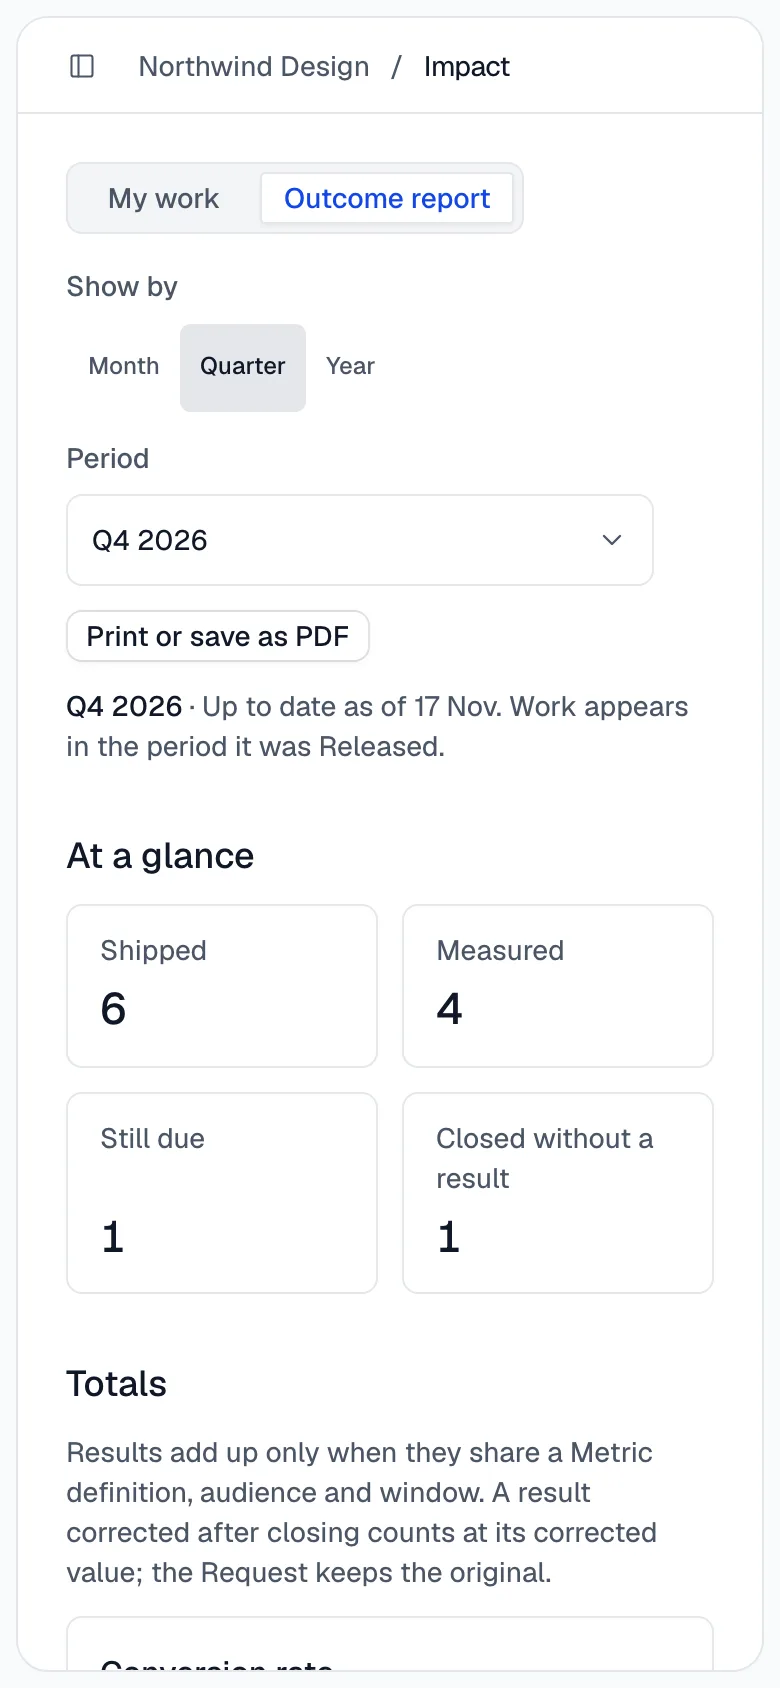 Northwind Design / Impact
My work Outcome report
Show by
Month Quarter Year
Period
Q4 2026
Print or save as PDF
Q4 2026 · Up to date as of 17 Nov. Work appears
in the period it was Released.
At a glance
Shipped Measured
6 4
Still due Closed without a
result
1 1
Totals
Results add up only when they share a Metric
definition, audience and window. A result
corrected after closing counts at its corrected
value; the Request keeps the original.
Conversion rate